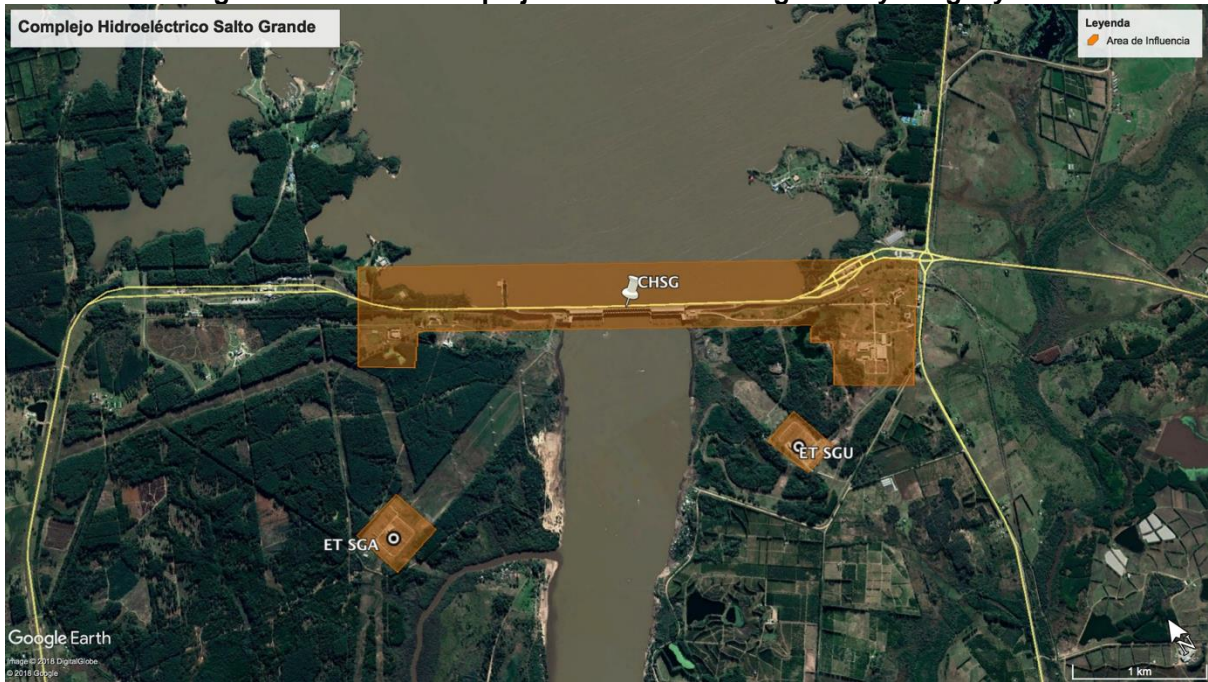 Complejo Hidroeléctrico Salto Grande
Leyenda
Area de Influencia
CHSG
ET SGU
ET SGA
Google Earth
Image © 2018 DigitalGlobe
© 2018 Google
N
1 km